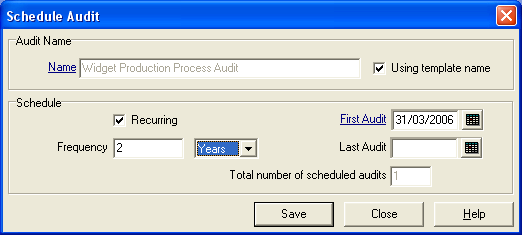 Schedule Audit
Audit Name
Name Widget Production Process Audit Using template name
Schedule
Recurring First Audit 31/03/2006
Frequency 2 Years Last Audit
Total number of scheduled audits 1
Save Close Help